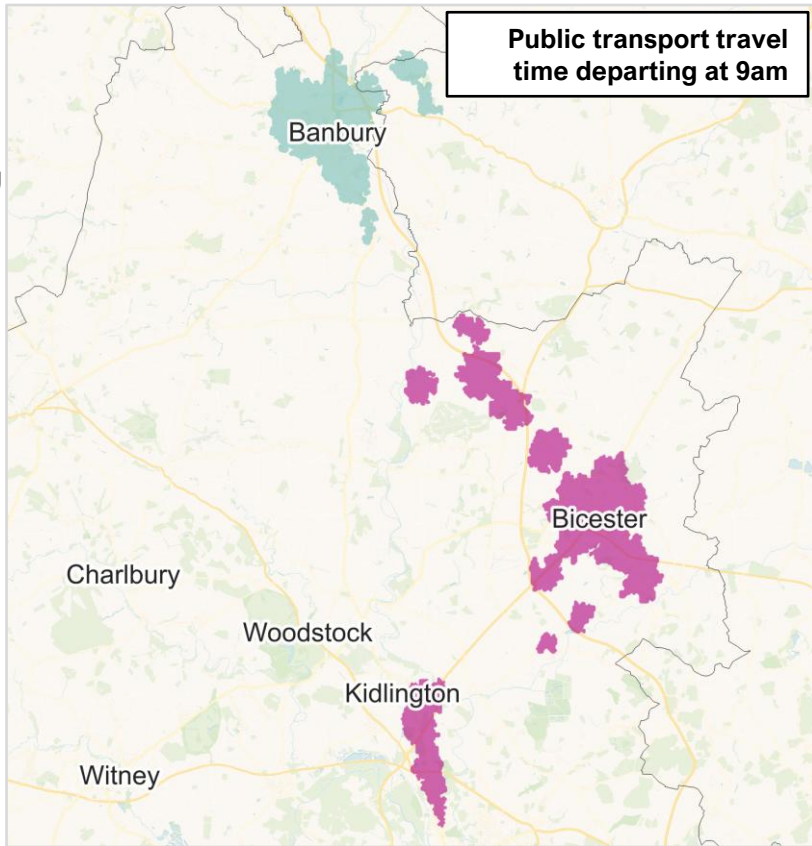 Public transport travel
time departing at 9am
Banbury
Bicester
Charlbury
Woodstock
Kidlington
Witney